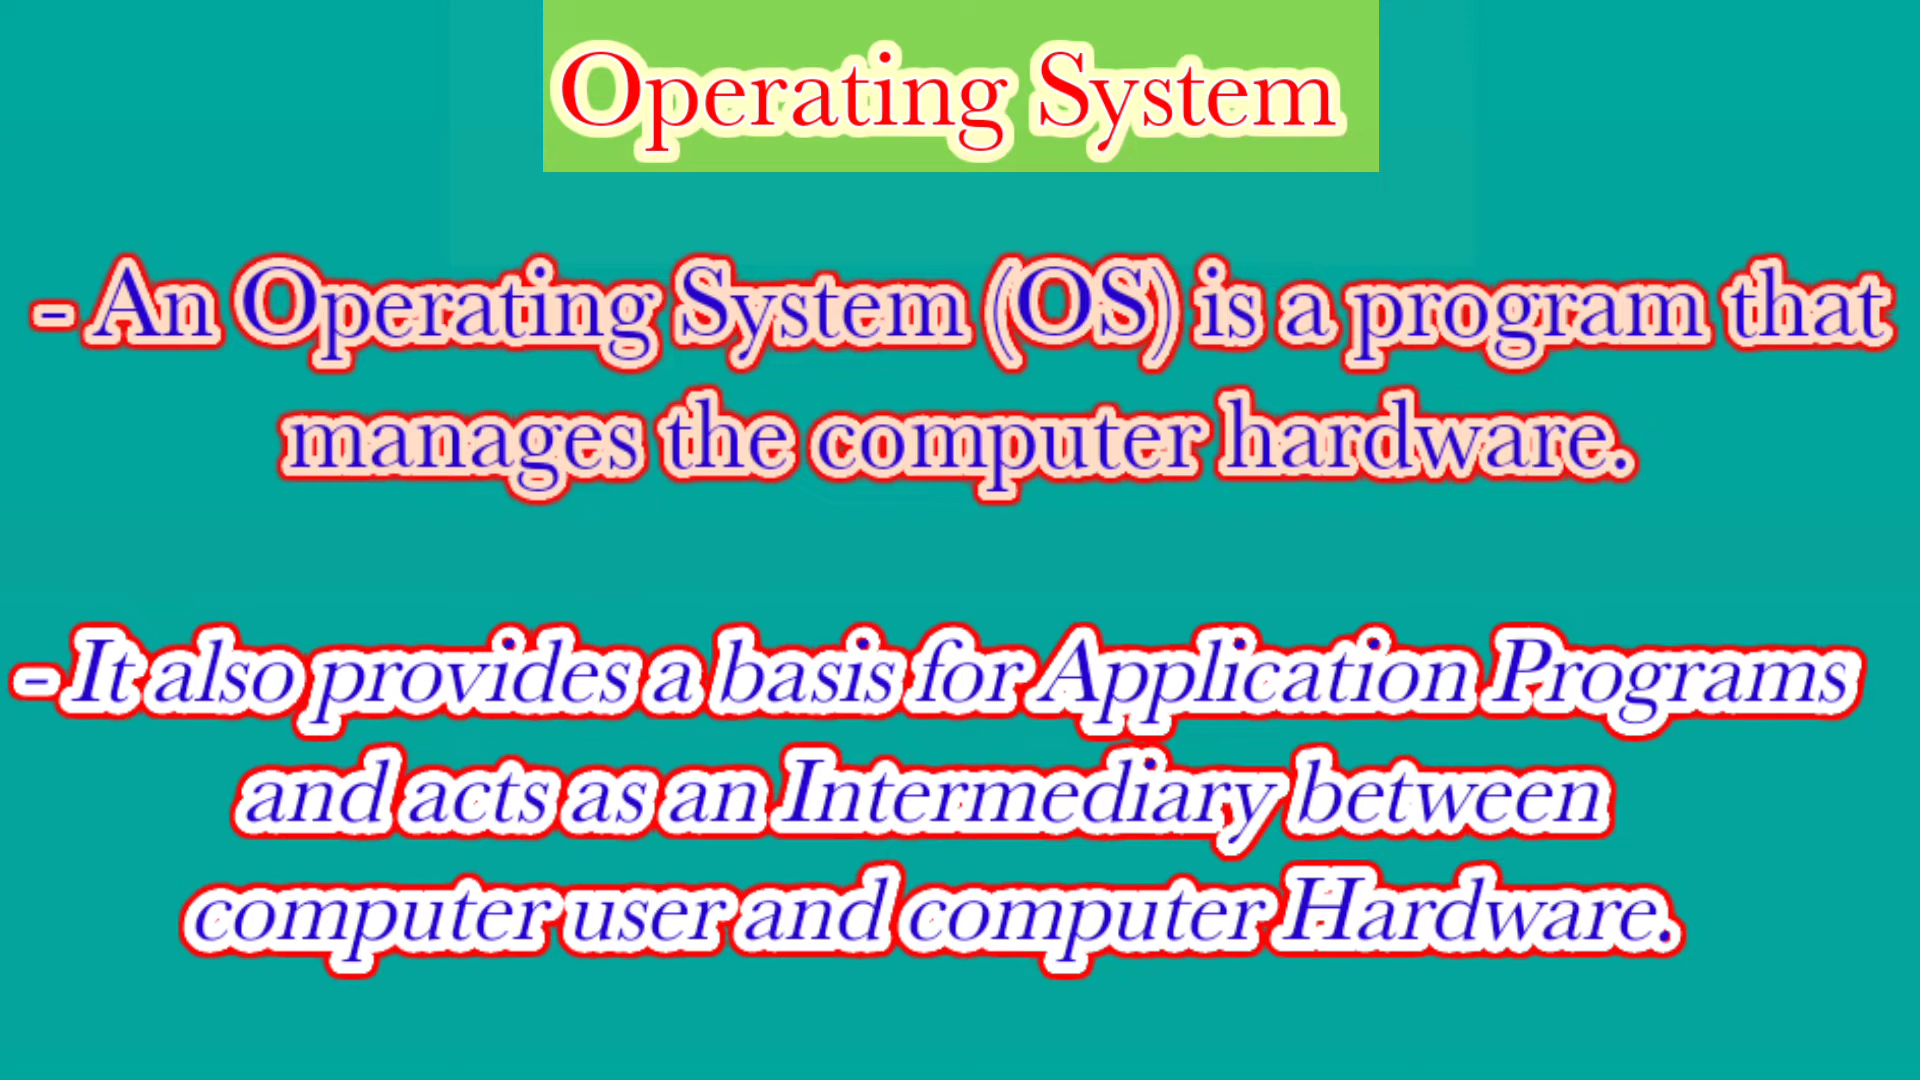 Operating System
- An Operating System (OS) is a program that
manages the computer hardware.
- It also provides a basis for Application Programs
and acts as an Intermediary between
computer user and computer Hardware.